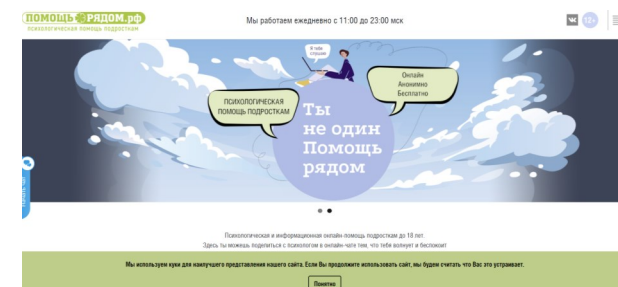 ПОМОЩЬ РЯДОМ.рф
психологическая помощь подросткам
Мы работаем ежедневно с 11:00 до 23:00 мск
12+
Я тебя
слушаю
ПСИХОЛОГИЧЕСКАЯ
ПОМОЩЬ ПОДРОСТКАМ
Онлайн
Анонимно
Бесплатно
Ты
не один
Помощь
рядом
Психологическая и информационная онлайн-помощь подросткам до 18 лет.
Здесь ты можешь поделиться с психологом в онлайн-чате тем, что тебя волнует и беспокоит
Мы используем куки для наилучшего представления нашего сайта. Если Вы продолжите использовать сайт, мы будем считать что Вас это устраивает.
Понятно